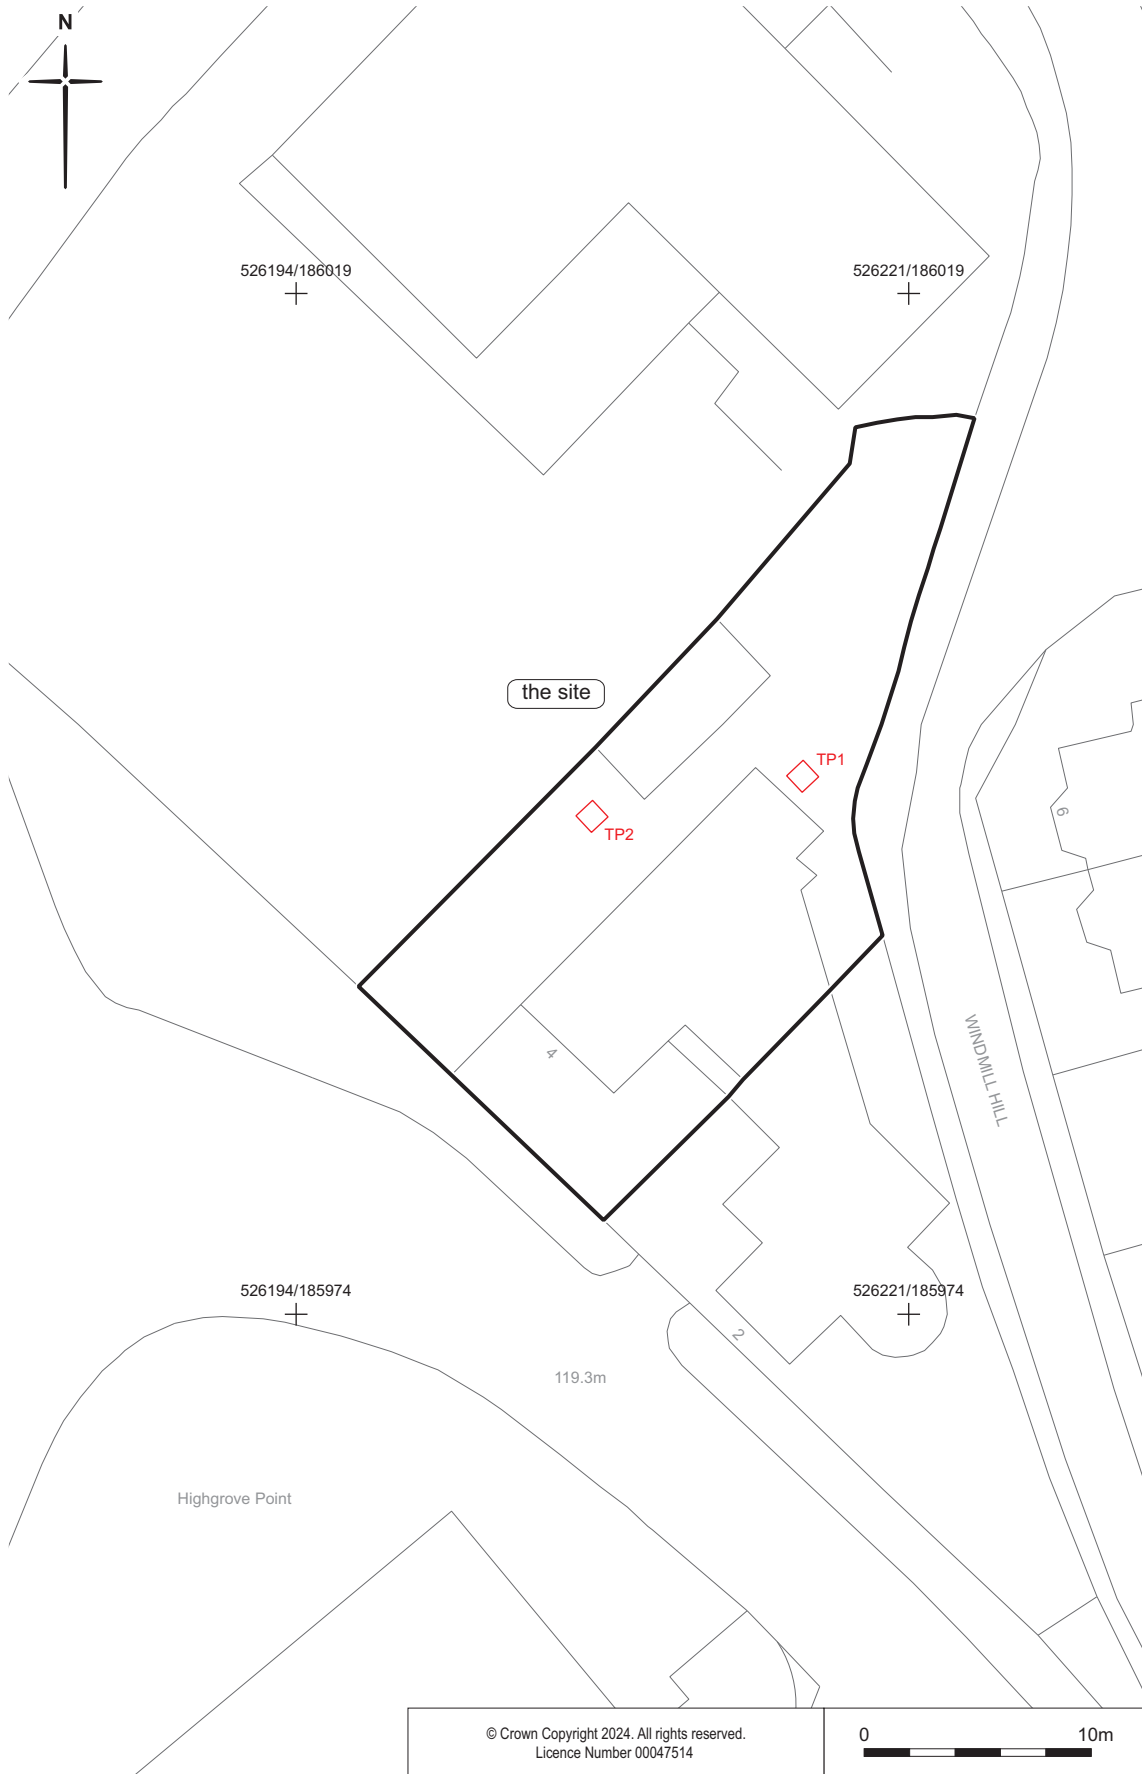 N
526194/186019
526221/186019
the site
TP1
TP2
6
4
WINDMILL HILL
526194/185974
526221/185974
2
119.3m
Highgrove Point
© Crown Copyright 2024. All rights reserved.
Licence Number 00047514
0 10m